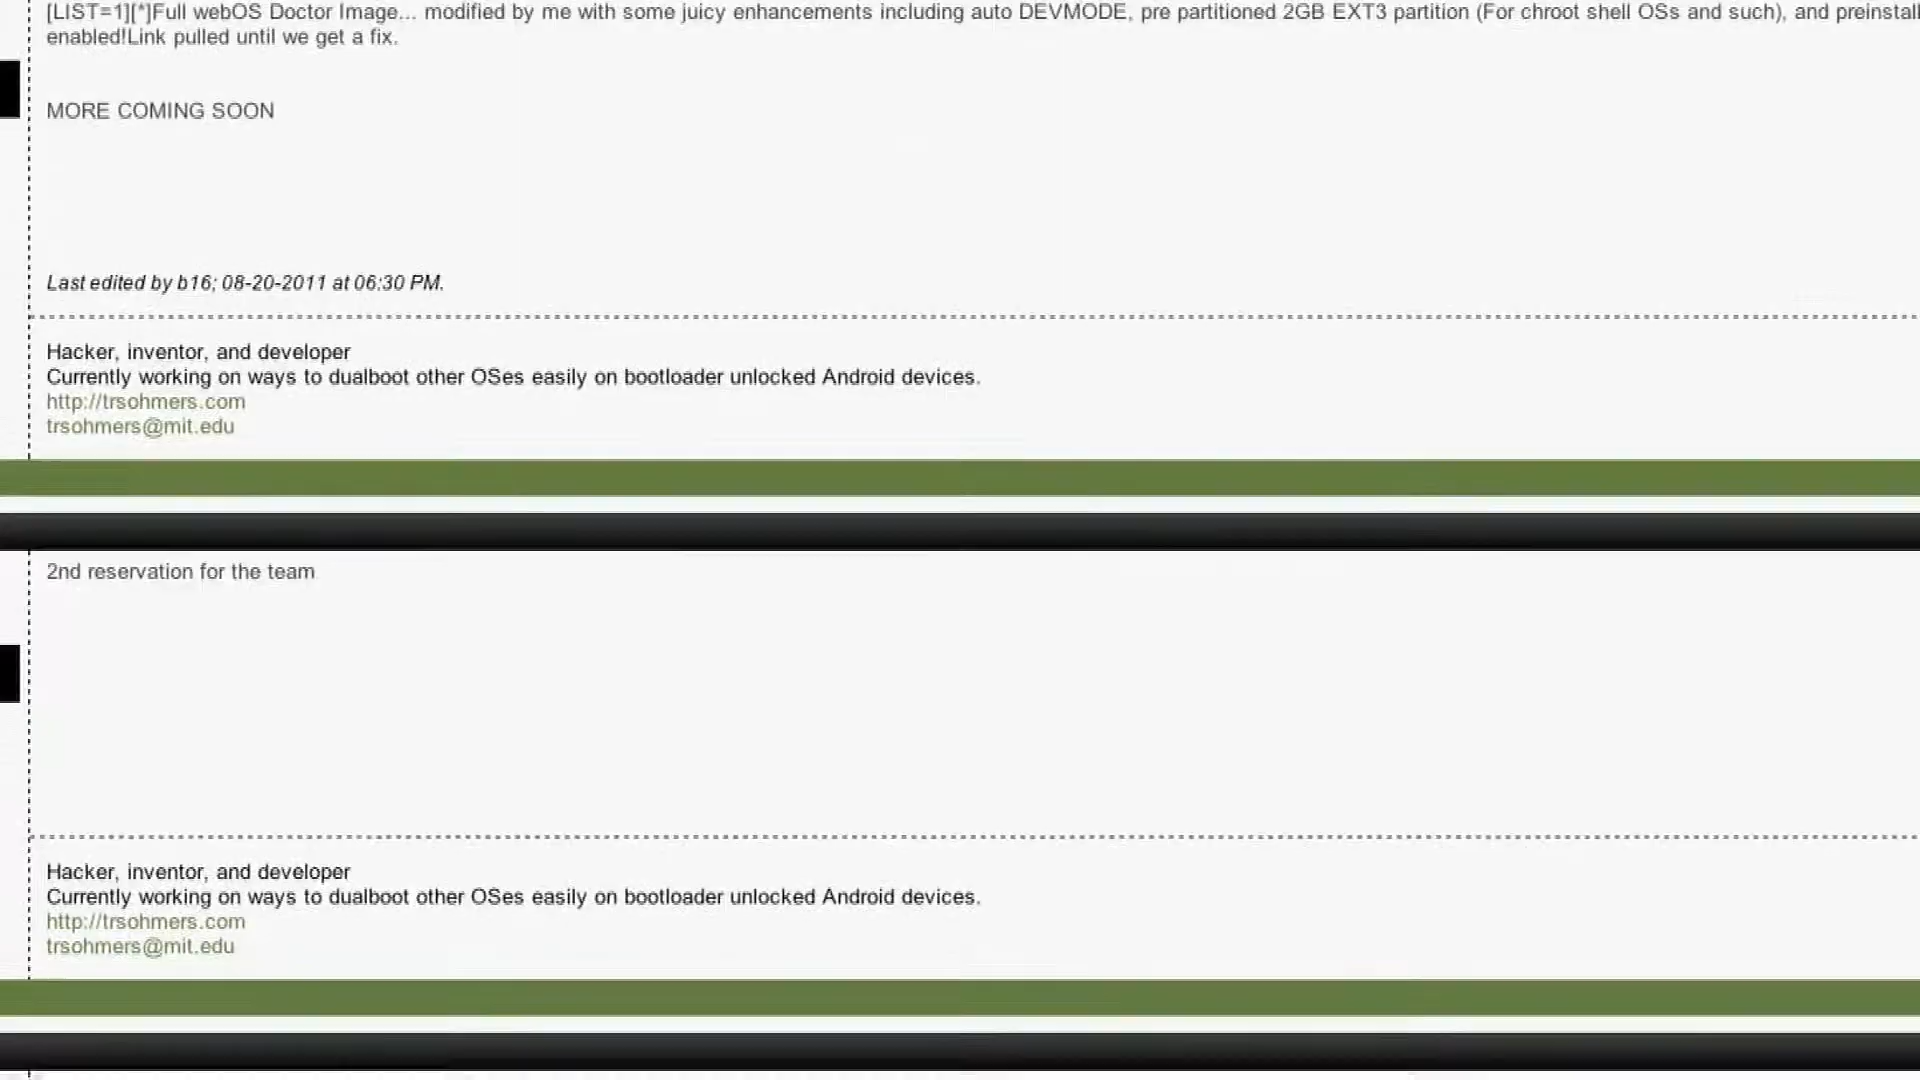 [LIST=1][*]Full webOS Doctor Image... modified by me with some juicy enhancements including auto DEVMODE, pre partitioned 2GB EXT3 partition (For chroot shell OSs and such), and preinstall
enabled!Link pulled until we get a fix.
MORE COMING SOON
Last edited by b16; 08-20-2011 at 06:30 PM.
Hacker, inventor, and developer
Currently working on ways to dualboot other OSes easily on bootloader unlocked Android devices.
http://trsohmers.com
trsohmers@mit.edu
2nd reservation for the team
Hacker, inventor, and developer
Currently working on ways to dualboot other OSes easily on bootloader unlocked Android devices.
http://trsohmers.com
trsohmers@mit.edu